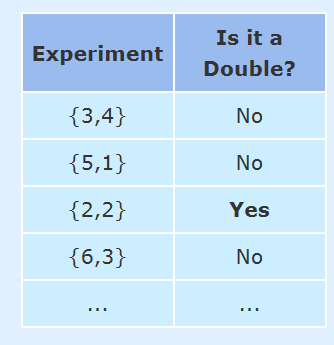 Experiment Is it a
Double?
{3,4} No
{5,1} No
{2,2} Yes
{6,3} No
... ...